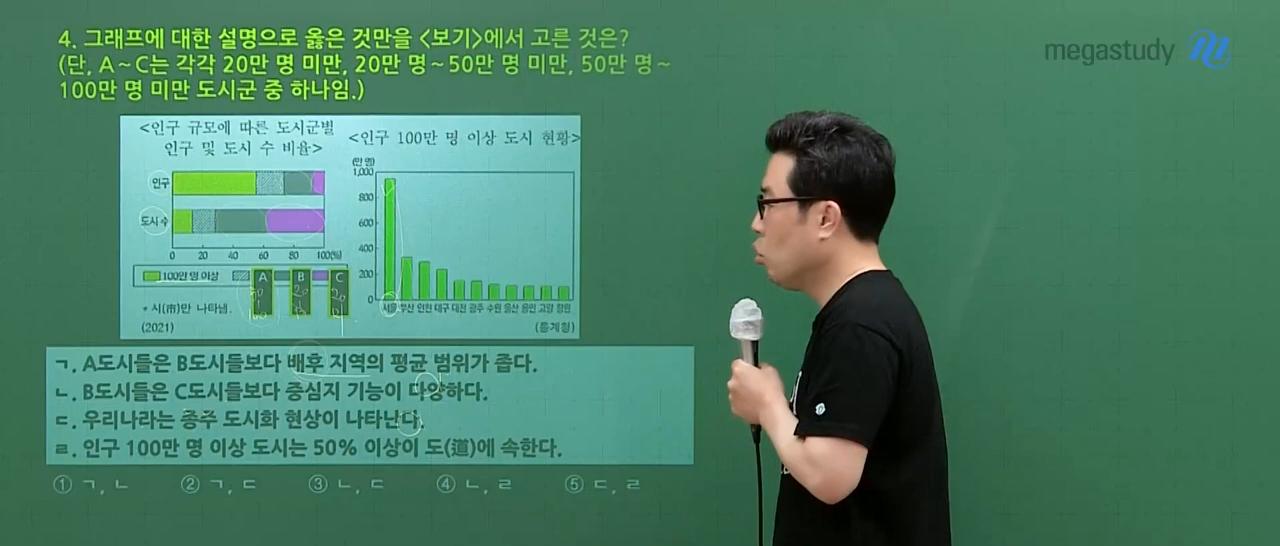 4. 그래프에 대한 설명으로 옳은 것만을 <보기>에서 고른 것은?
(단, A~C는 각각 20만 명 미만, 20만 명~50만 명 미만, 50만 명~
100만 명 미만 도시군 중 하나임.)
megastudy
<인구 규모에 따른 도시군별
인구 및 도시 수 비율>
인구
도시 수
0 20 40 60 80 100(%)
100만 명 이상 A B C
* 시(市)만 나타냄.
(2021)
<인구 100만 명 이상 도시 현황>
(만 명)
1,000
800
600
400
200
0
서울 부산 인천 대구 대전 광주 수원 울산 용인 고양 창원
(통계청)
ㄱ. A도시들은 B도시들보다 배후 지역의 평균 범위가 좁다.
ㄴ. B도시들은 C도시들보다 중심지 기능이 다양하다.
ㄷ. 우리나라는 종주 도시화 현상이 나타난다.
ㄹ. 인구 100만 명 이상 도시는 50% 이상이 도(道)에 속한다.
① ㄱ, ㄴ ② ㄱ, ㄷ ③ ㄴ, ㄷ ④ ㄴ, ㄹ ⑤ ㄷ, ㄹ